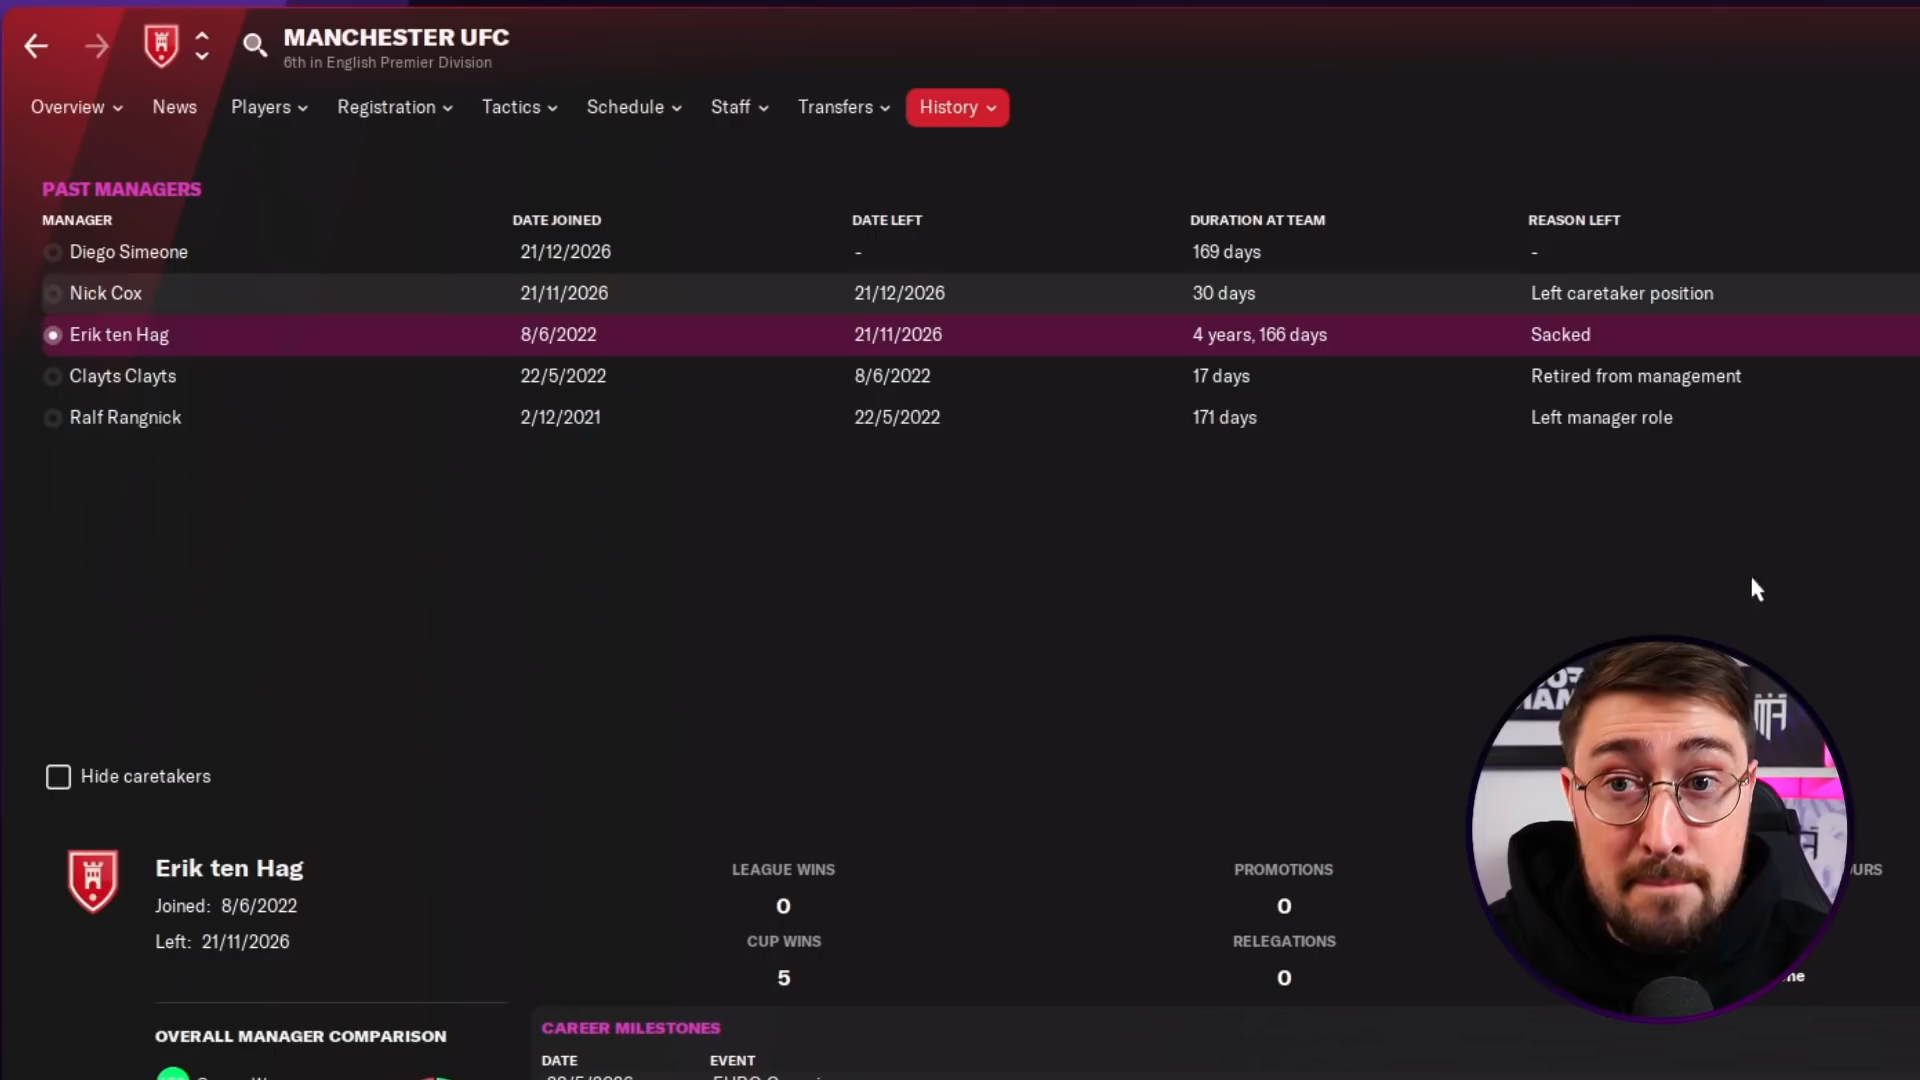 MANCHESTER UFC
6th in English Premier Division
Overview News Players Registration Tactics Schedule Staff Transfers History
PAST MANAGERS
MANAGER DATE JOINED DATE LEFT DURATION AT TEAM REASON LEFT
Diego Simeone 21/12/2026 - 169 days -
Nick Cox 21/11/2026 21/12/2026 30 days Left caretaker position
Erik ten Hag 8/6/2022 21/11/2026 4 years, 166 days Sacked
Clayts Clayts 22/5/2022 8/6/2022 17 days Retired from management
Ralf Rangnick 2/12/2021 22/5/2022 171 days Left manager role
Hide caretakers
Erik ten Hag
Joined: 8/6/2022
Left: 21/11/2026
LEAGUE WINS PROMOTIONS
0 0
CUP WINS RELEGATIONS
5 0
OVERALL MANAGER COMPARISON
CAREER MILESTONES
DATE EVENT